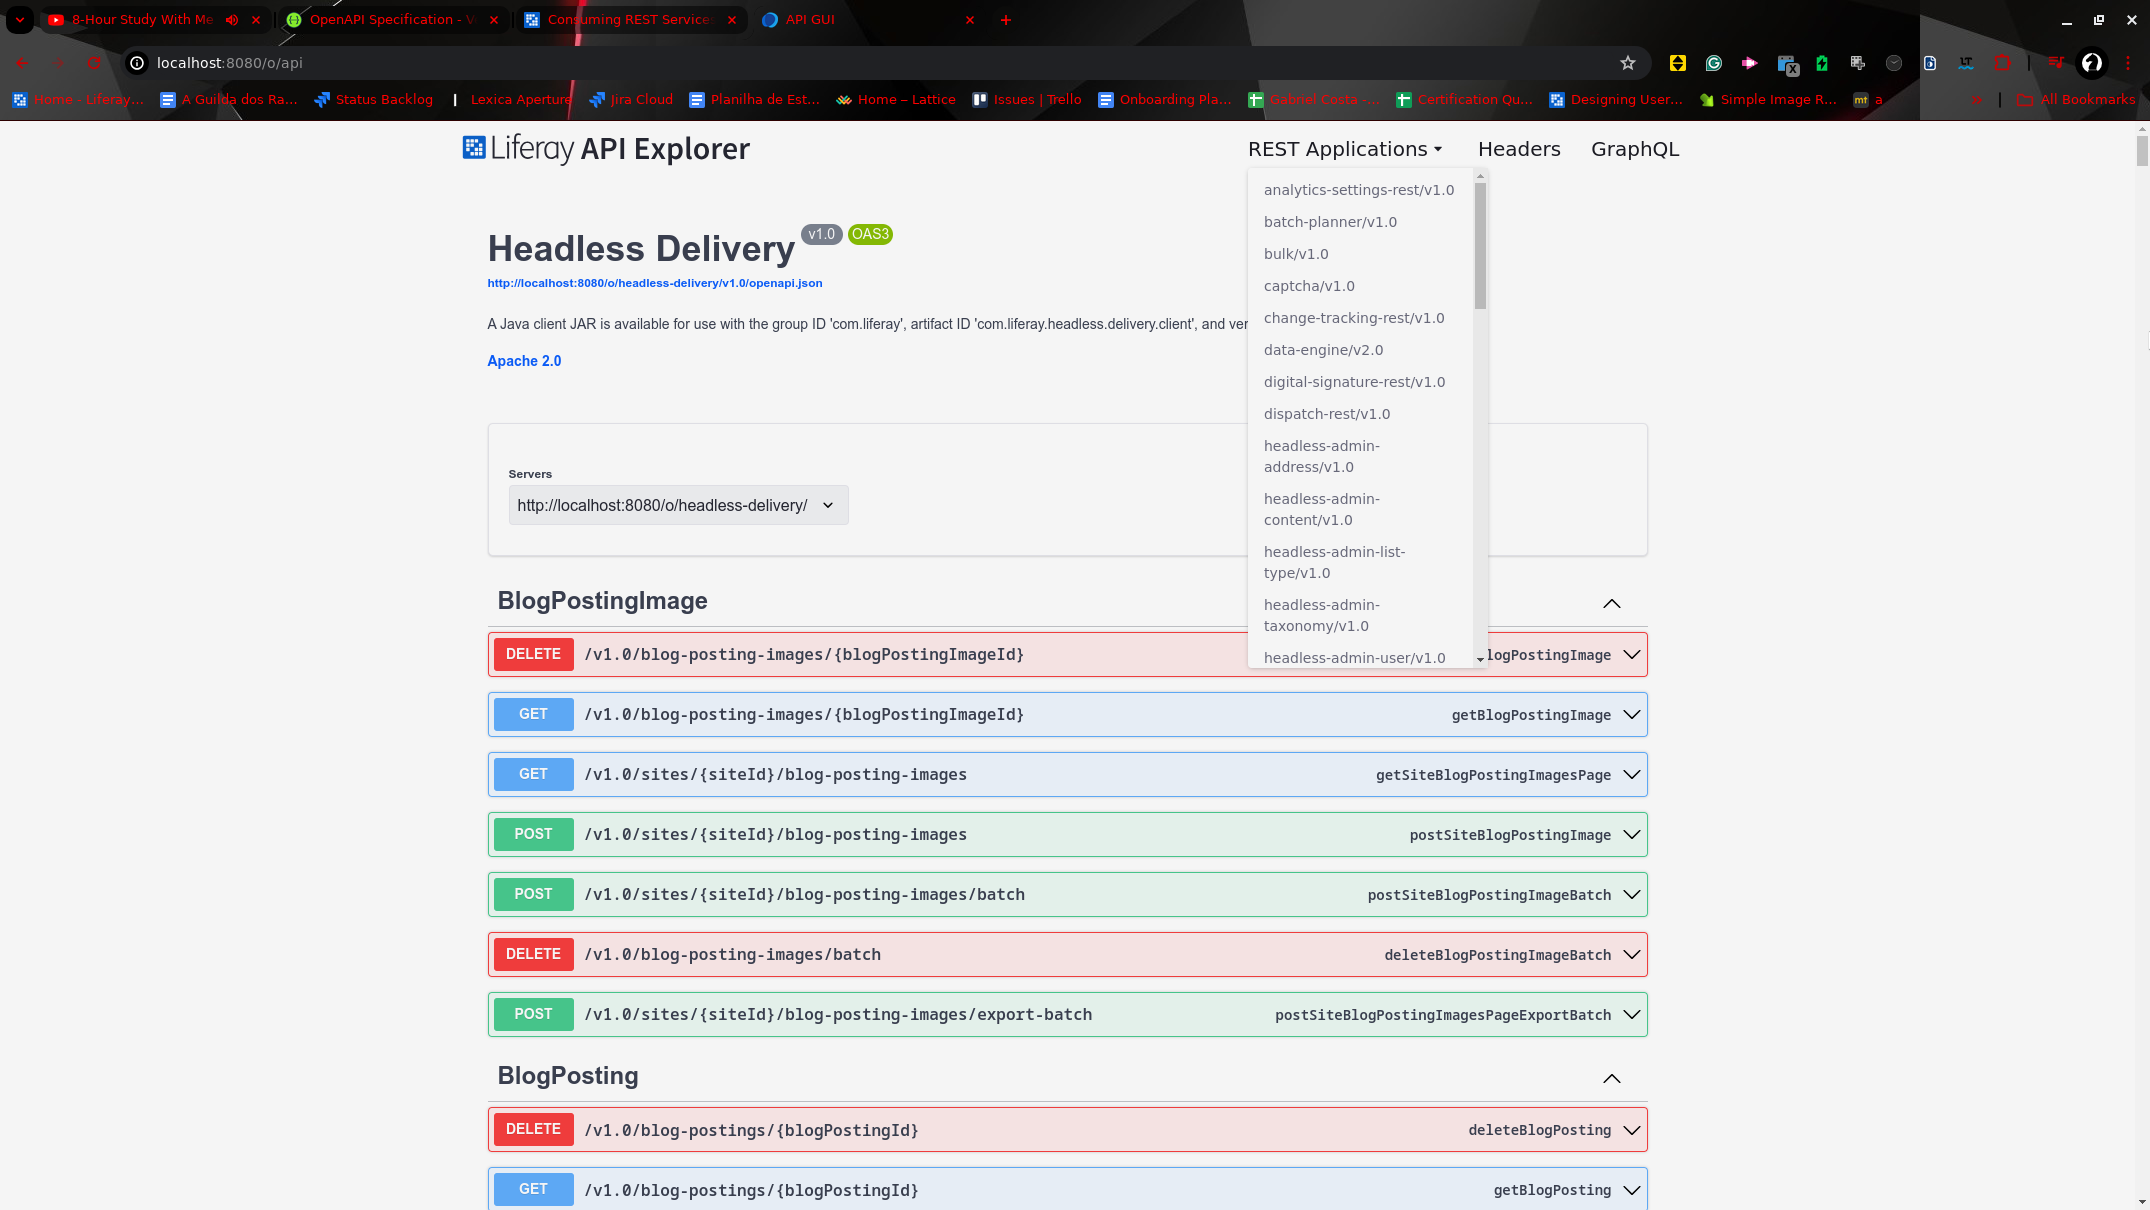 8-Hour Study With Me
OpenAPI Specification - V
Consuming REST Services
API GUI
localhost:8080/o/api
Home - Liferay...
A Guilda dos Ra...
Status Backlog
Lexica Aperture
Jira Cloud
Planilha de Est...
Home – Lattice
Issues | Trello
Onboarding Pla...
Gabriel Costa -...
Certification Qu...
Designing User...
Simple Image R...
mt a
All Bookmarks
Liferay API Explorer
REST Applications
Headers
GraphQL
analytics-settings-rest/v1.0
batch-planner/v1.0
bulk/v1.0
captcha/v1.0
change-tracking-rest/v1.0
data-engine/v2.0
digital-signature-rest/v1.0
dispatch-rest/v1.0
headless-admin-
address/v1.0
headless-admin-
content/v1.0
headless-admin-list-
type/v1.0
headless-admin-
taxonomy/v1.0
headless-admin-user/v1.0
Headless Delivery v1.0 OAS3
http://localhost:8080/o/headless-delivery/v1.0/openapi.json
A Java client JAR is available for use with the group ID 'com.liferay', artifact ID 'com.liferay.headless.delivery.client', and ver
Apache 2.0
Servers
http://localhost:8080/o/headless-delivery/
BlogPostingImage
DELETE /v1.0/blog-posting-images/{blogPostingImageId} logPostingImage
GET /v1.0/blog-posting-images/{blogPostingImageId} getBlogPostingImage
GET /v1.0/sites/{siteId}/blog-posting-images getSiteBlogPostingImagesPage
POST /v1.0/sites/{siteId}/blog-posting-images postSiteBlogPostingImage
POST /v1.0/sites/{siteId}/blog-posting-images/batch postSiteBlogPostingImageBatch
DELETE /v1.0/blog-posting-images/batch deleteBlogPostingImageBatch
POST /v1.0/sites/{siteId}/blog-posting-images/export-batch postSiteBlogPostingImagesPageExportBatch
BlogPosting
DELETE /v1.0/blog-postings/{blogPostingId} deleteBlogPosting
GET /v1.0/blog-postings/{blogPostingId} getBlogPosting